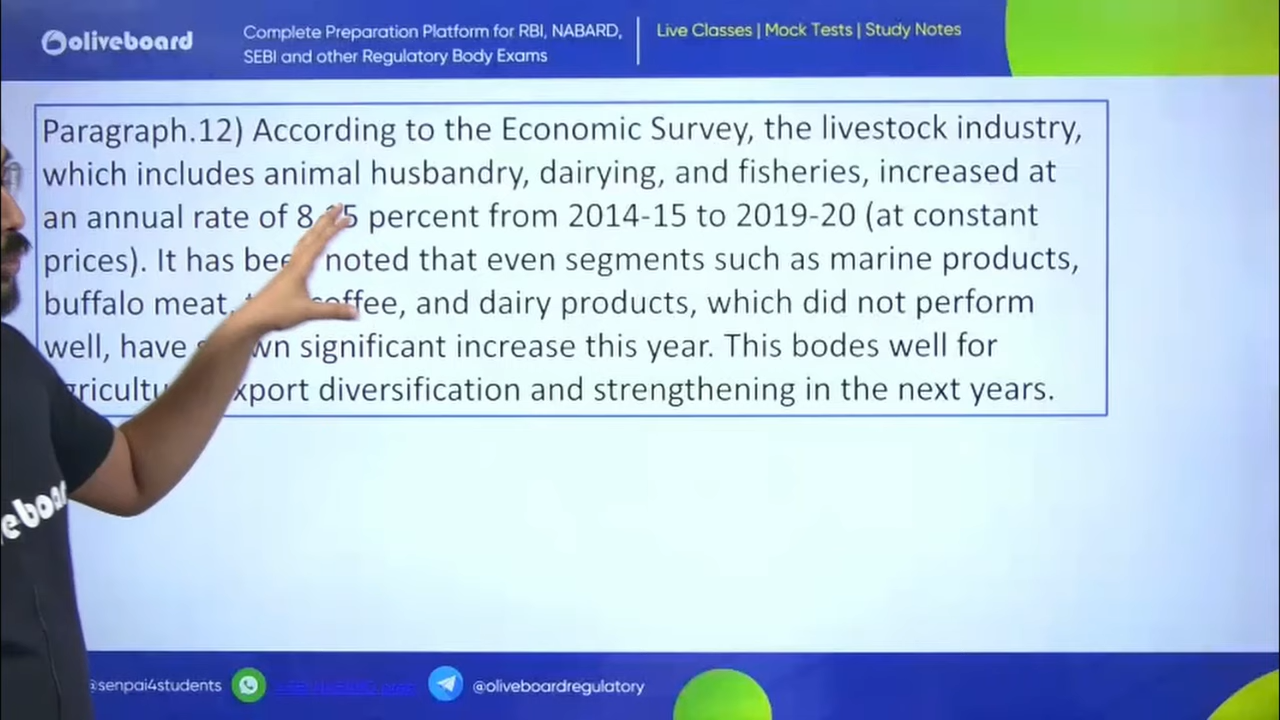 oliveboard
Complete Preparation Platform for RBI, NABARD,
SEBI and other Regulatory Body Exams
Live Classes | Mock Tests | Study Notes
Paragraph.12) According to the Economic Survey, the livestock industry,
which includes animal husbandry, dairying, and fisheries, increased at
an annual rate of percent from 2014-15 to 2019-20 (at constant
prices). It has noted that even segments such as marine products,
buffalo meat, and dairy products, which did not perform
well, have significant increase this year. This bodes well for
diversification and strengthening in the next years.
@senpai4students
@oliveboardregulatory